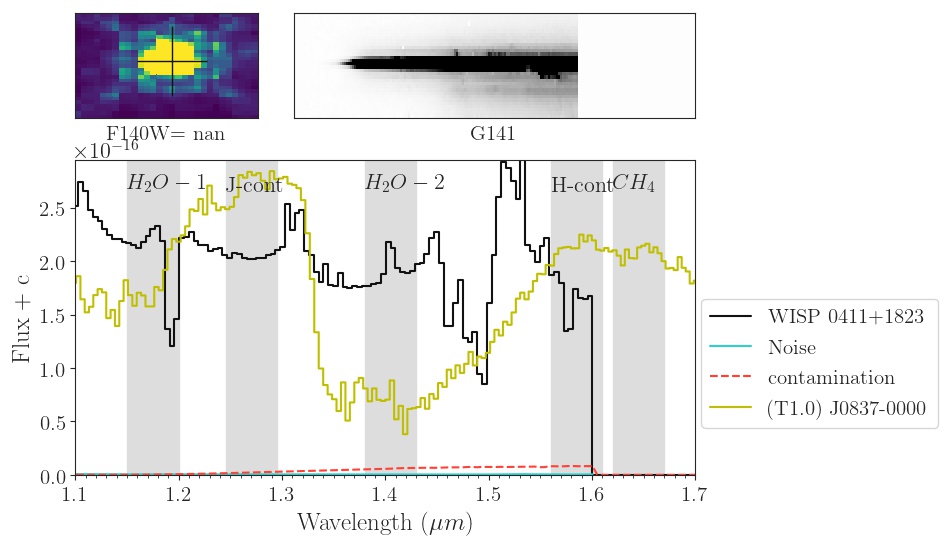 F140W= nan
G141
×10−16
H2O − 1
J-cont
H2O − 2
H-cont
CH4
2.5
2.0
1.5
1.0
0.5
0.0
Flux + c
WISP 0411+1823
Noise
contamination
(T1.0) J0837-0000
1.1
1.2
1.3
1.4
1.5
1.6
1.7
Wavelength (μm)